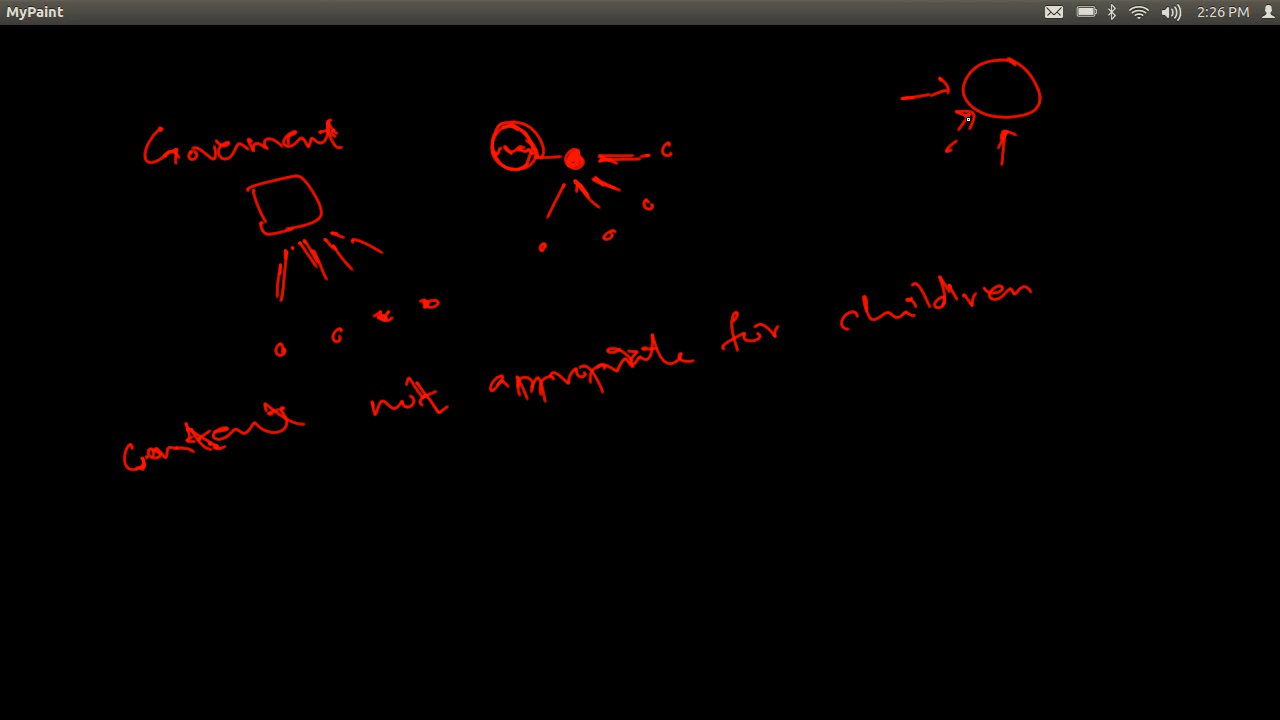 MyPaint
2:26 PM
Government
C
Content not appropriate for children